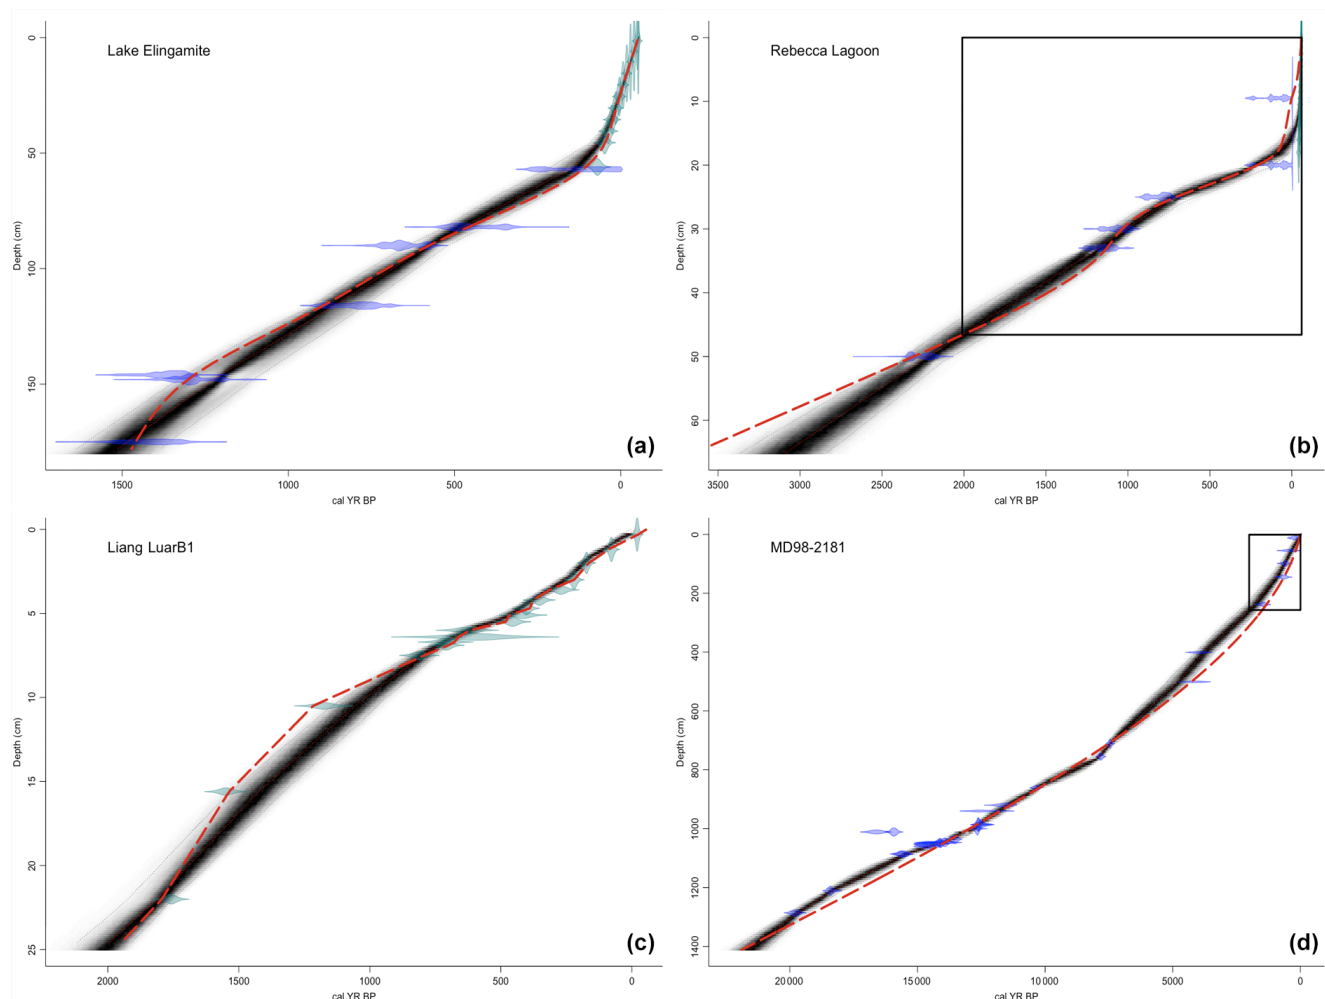 Lake Elingamite
0
50
100
150
Depth (cm)
1500
1000
500
0
cal YR BP
(a)
Rebecca Lagoon
0
10
20
30
40
50
60
Depth (cm)
3500
3000
2500
2000
1500
1000
500
0
cal YR BP
(b)
Liang LuarB1
0
5
10
15
20
25
Depth (cm)
2000
1500
1000
500
0
cal YR BP
(c)
MD98-2181
0
200
400
600
800
1000
1200
1400
Depth (cm)
20000
15000
10000
5000
0
cal YR BP
(d)